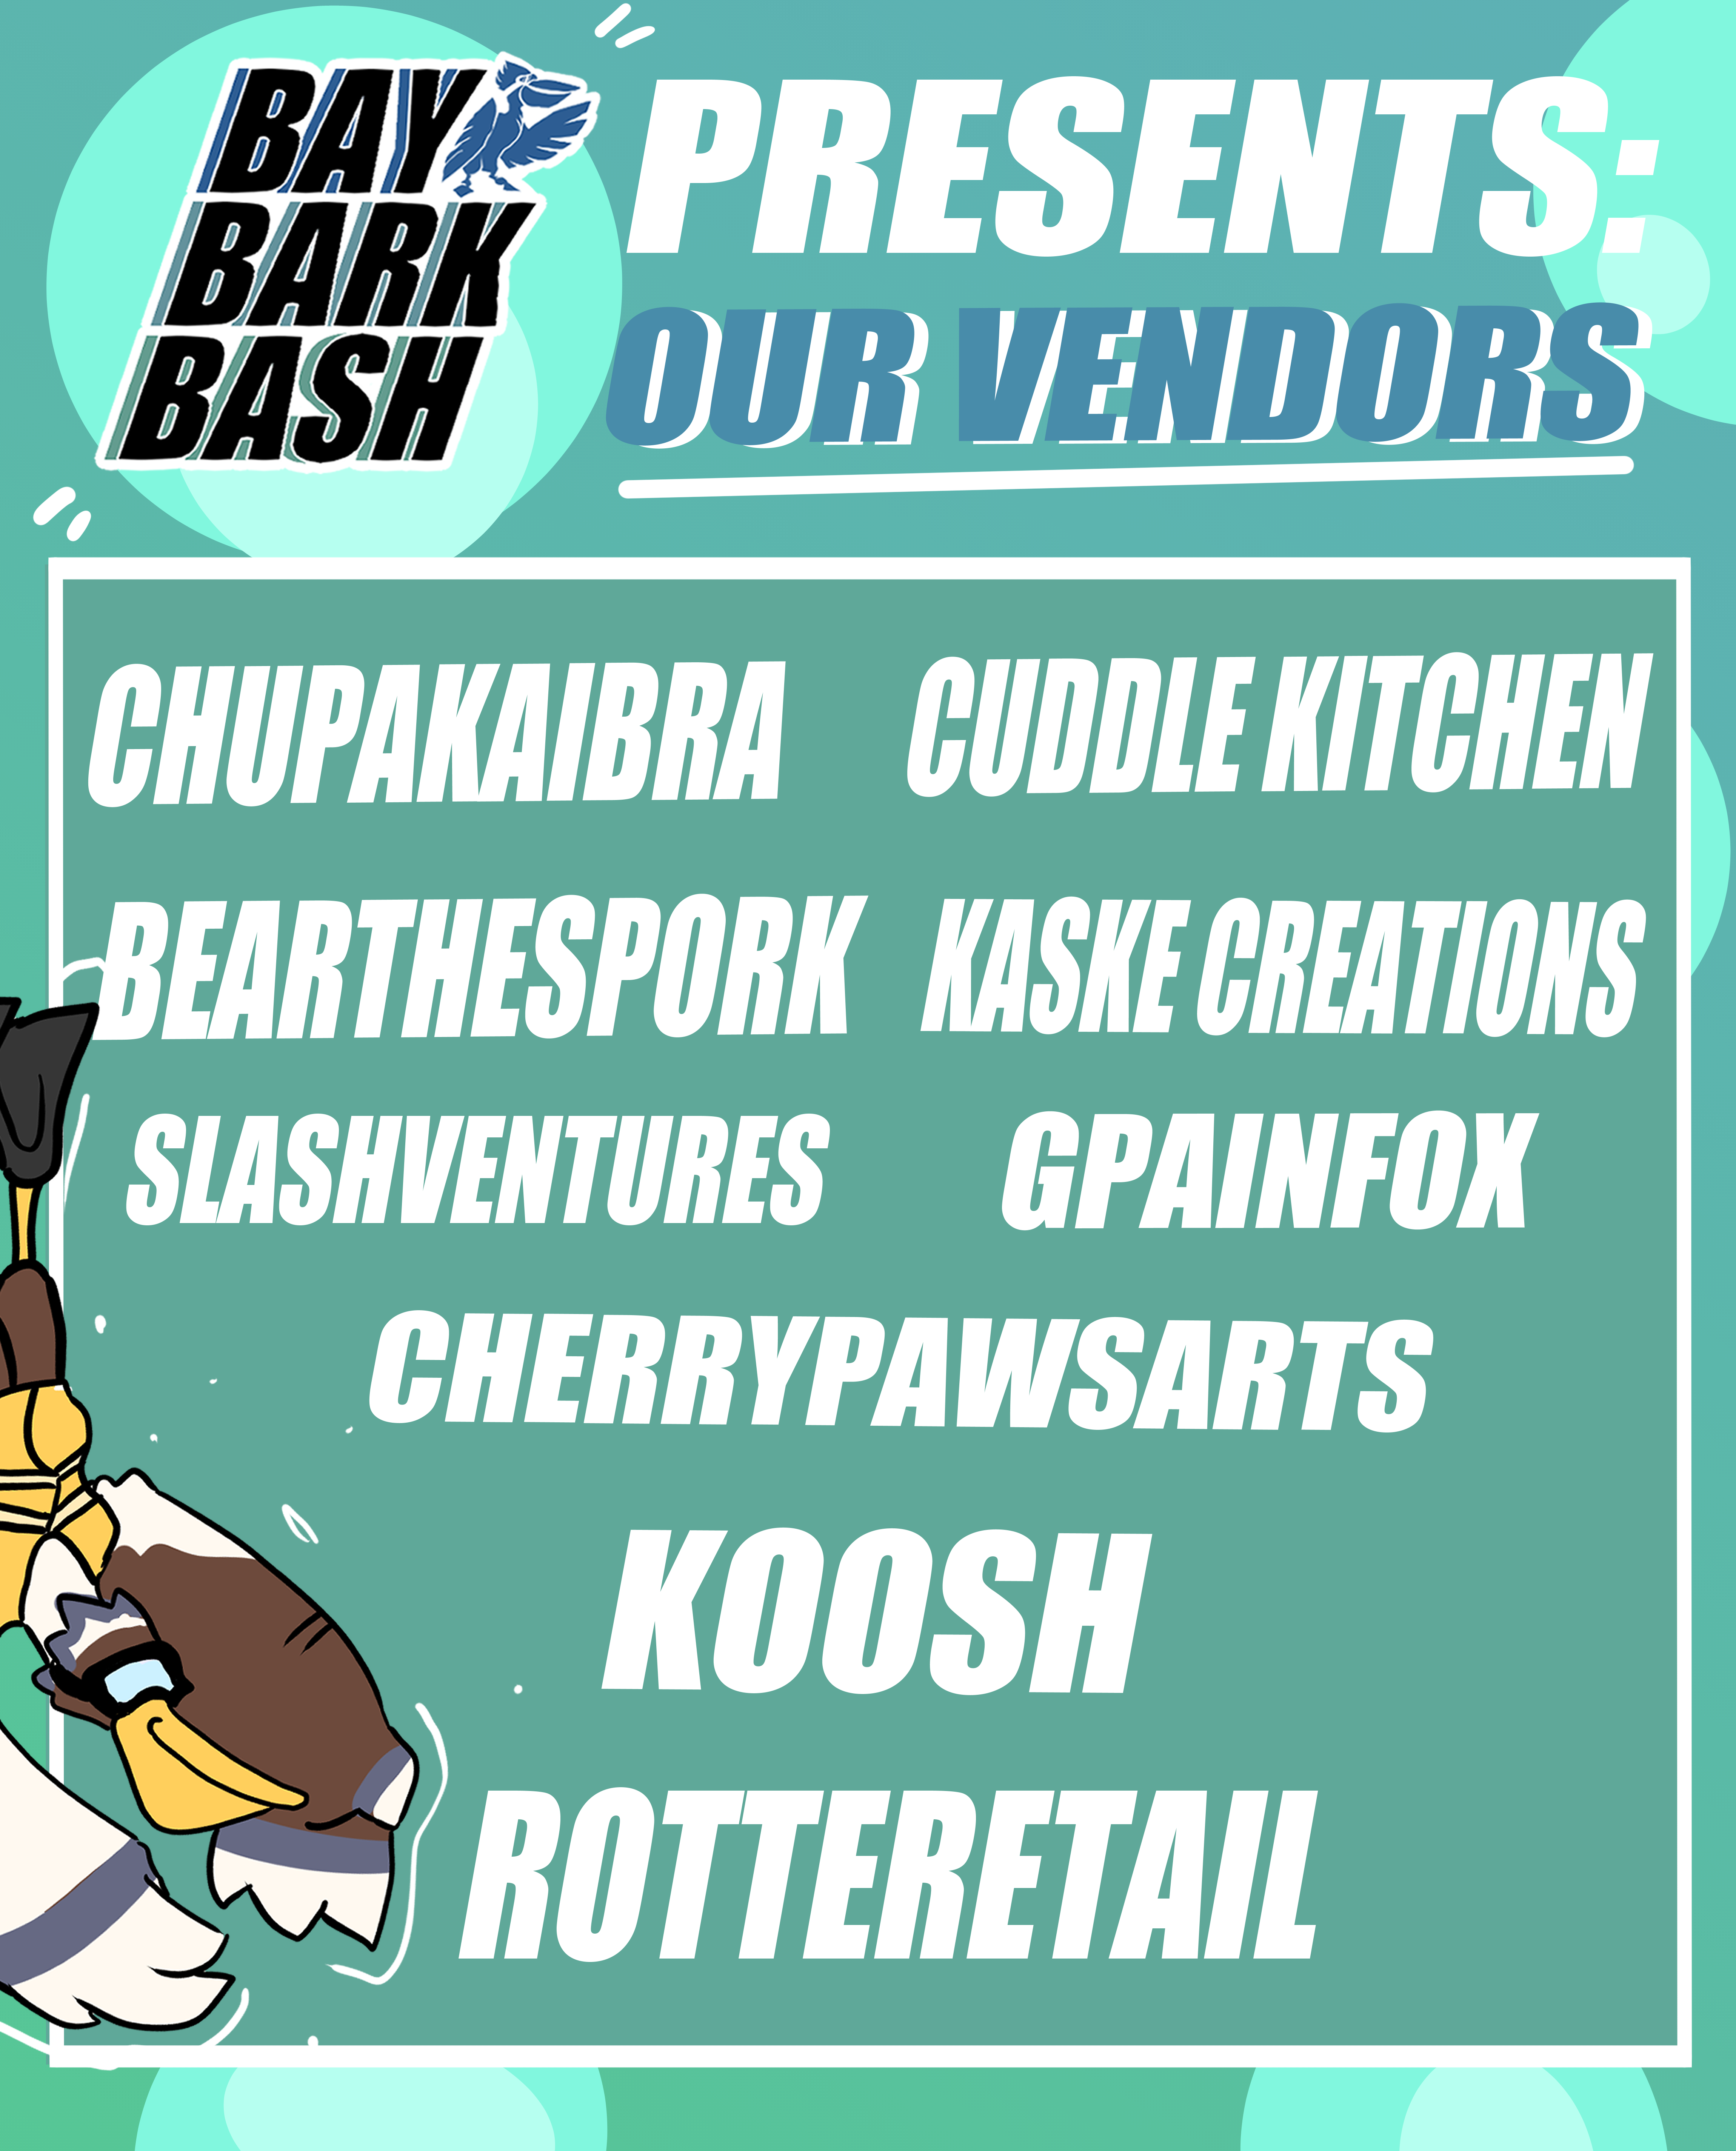 BAY
BARK
BASH
PRESENTS:
OUR VENDORS
CHUPAKAIBRA
CUDDLE KITCHEN
BEARTHESPORK
KASKE CREATIONS
SLASHVENTURES
GPAINFOX
CHERRYPAWSARTS
KOOSH
ROTTERETAIL